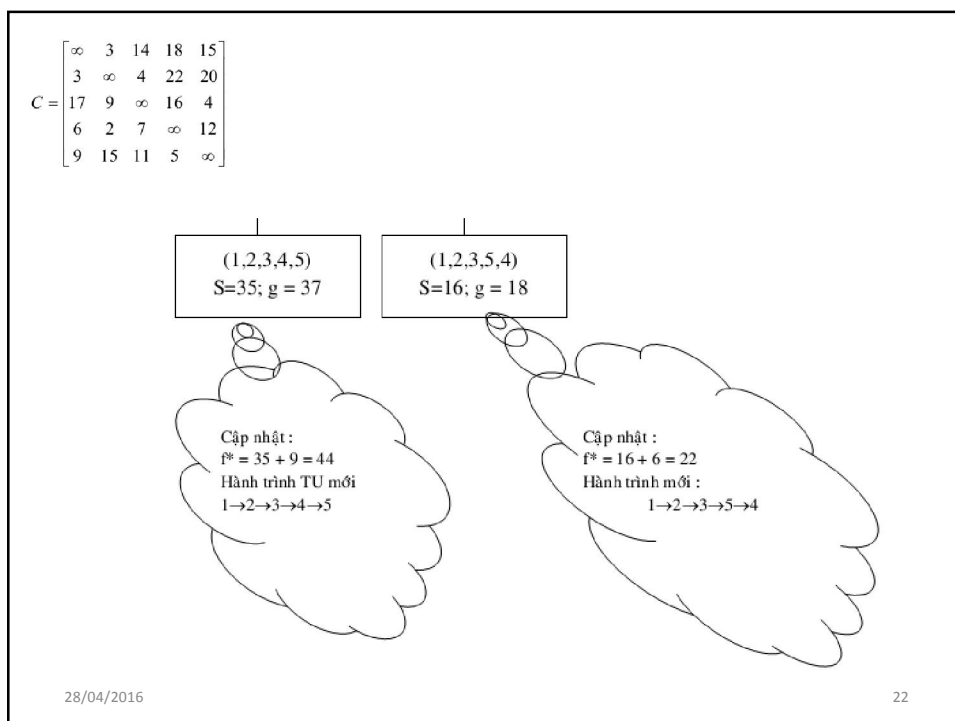 ∞ 3 14 18 15
3 ∞ 4 22 20
C = 17 9 ∞ 16 4
6 2 7 ∞ 12
9 15 11 5 ∞
(1,2,3,4,5)
S=35; g = 37
(1,2,3,5,4)
S=16; g = 18
Cập nhật :
f* = 35 + 9 = 44
Hành trình TU mới
1→2→3→4→5
Cập nhật :
f* = 16 + 6 = 22
Hành trình mới :
1→2→3→5→4
28/04/2016
22